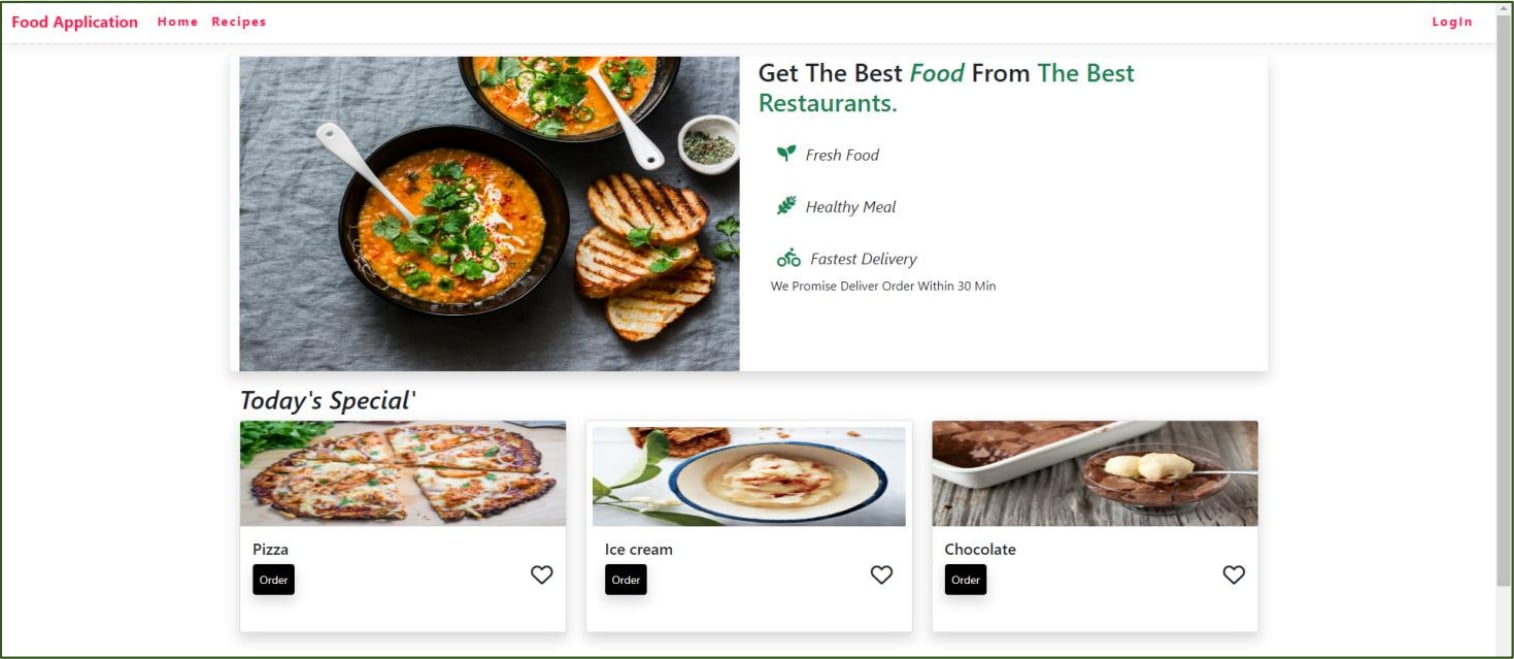 Food Application Home Recipes LogIn
Get The Best Food From The Best
Restaurants.
Fresh Food
Healthy Meal
Fastest Delivery
We Promise Deliver Order Within 30 Min
Today's Special'
Pizza
Order
Ice cream
Order
Chocolate
Order